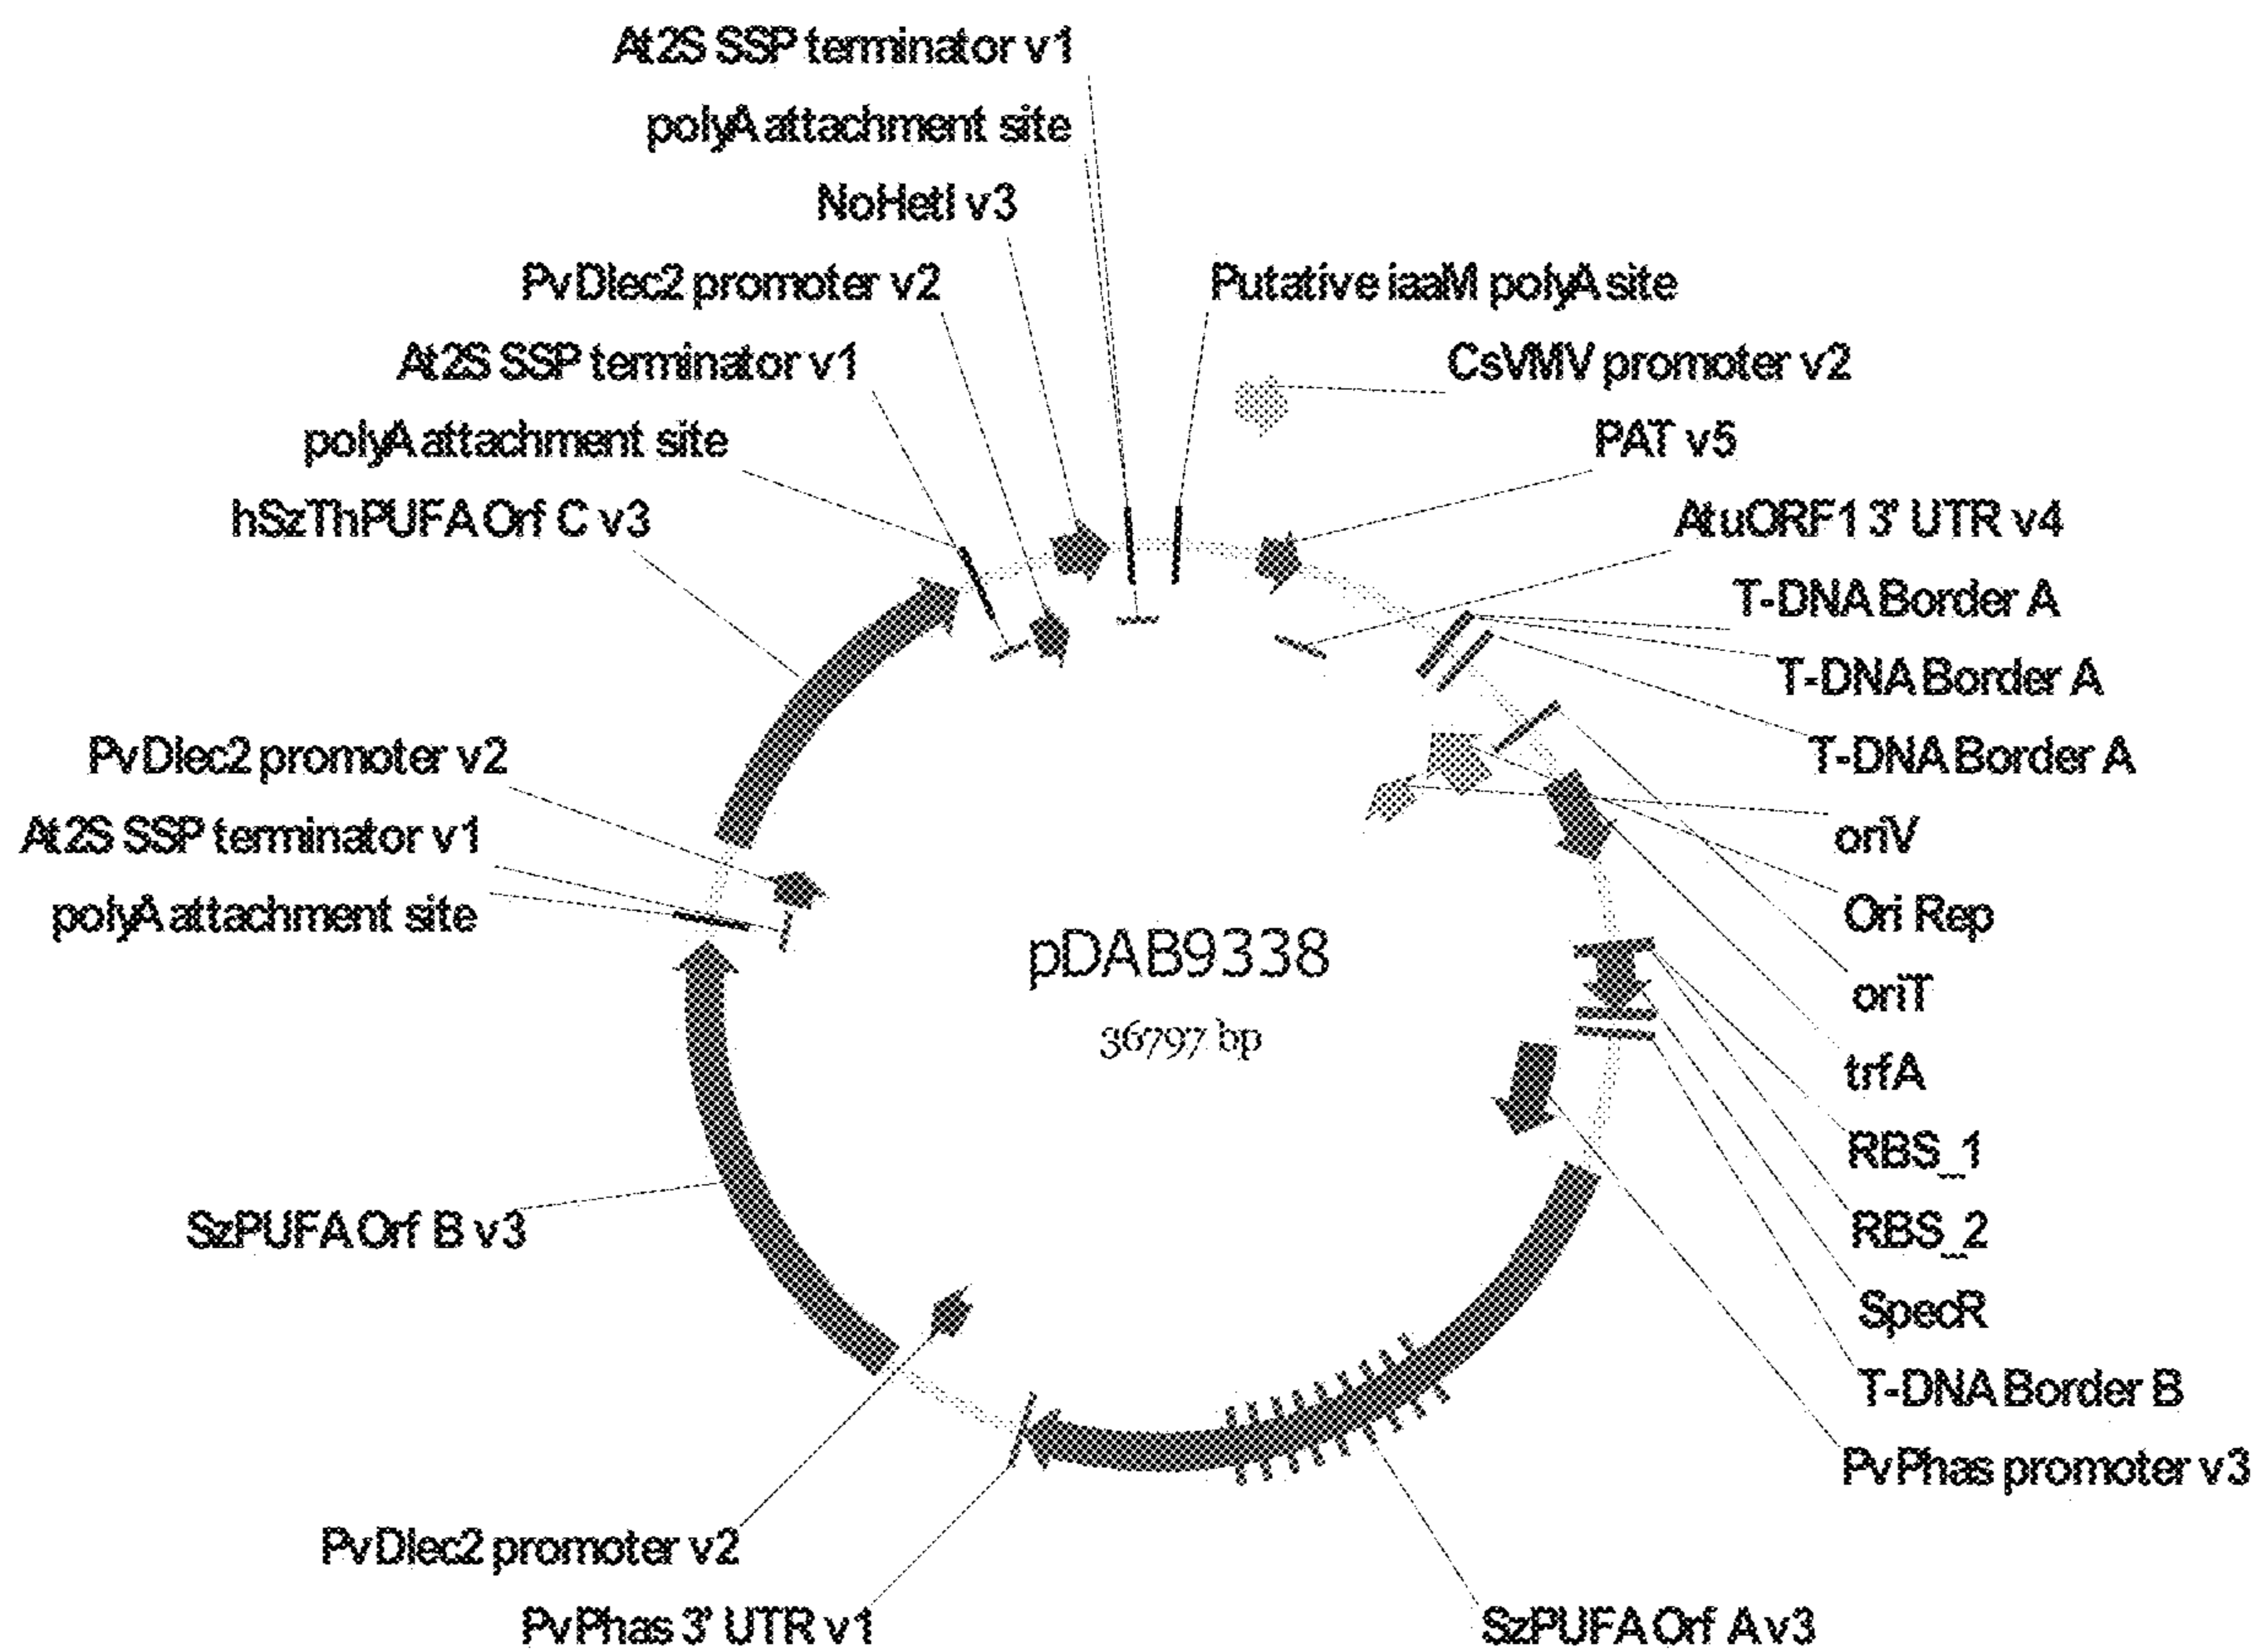 At2S SSP terminator v1
polyA attachment site
NoHetI v3
PvDlec2 promoter v2
Putative iaaM polyA site
At2S SSP terminator v1
CsVMV promoter v2
polyA attachment site
PAT v5
hSzThPUFA Orf C v3
AtuORF1 3' UTR v4
T-DNA Border A
T-DNA Border A
PvDlec2 promoter v2
T-DNA Border A
At2S SSP terminator v1
oriV
polyA attachment site
Ori Rep
pDAB9338
oriT
36797 bp
trfA
RBS_1
SzPUFA Orf B v3
RBS_2
SpecR
T-DNA Border B
PvPhas promoter v3
PvDlec2 promoter v2
PvPhas 3' UTR v1
SzPUFA Orf A v3